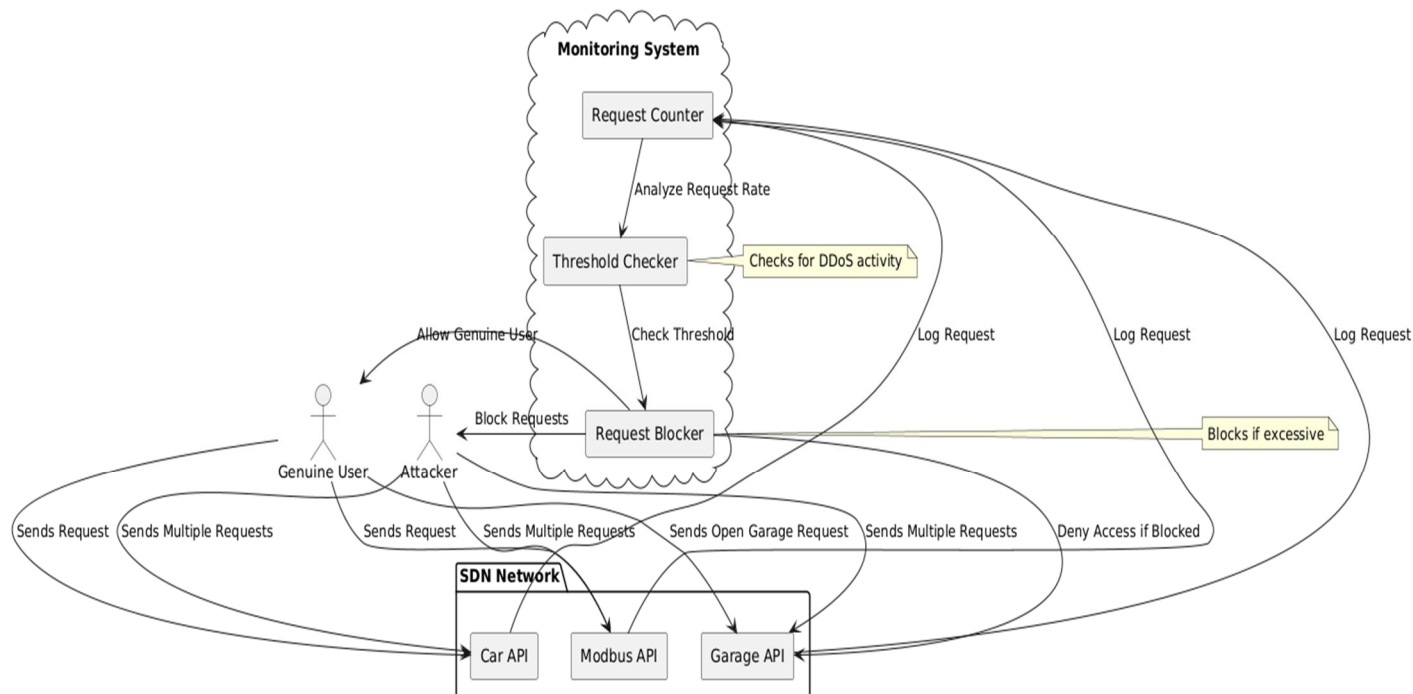 Monitoring System
Request Counter
Analyze Request Rate
Threshold Checker
Checks for DDoS activity
Allow Genuine User
Check Threshold
Log Request
Log Request
Log Request
Block Requests
Request Blocker
Blocks if excessive
Genuine User
Attacker
Sends Request
Sends Multiple Requests
Sends Request
Sends Multiple Requests
Sends Open Garage Request
Sends Multiple Requests
Deny Access if Blocked
SDN Network
Car API
Modbus API
Garage API